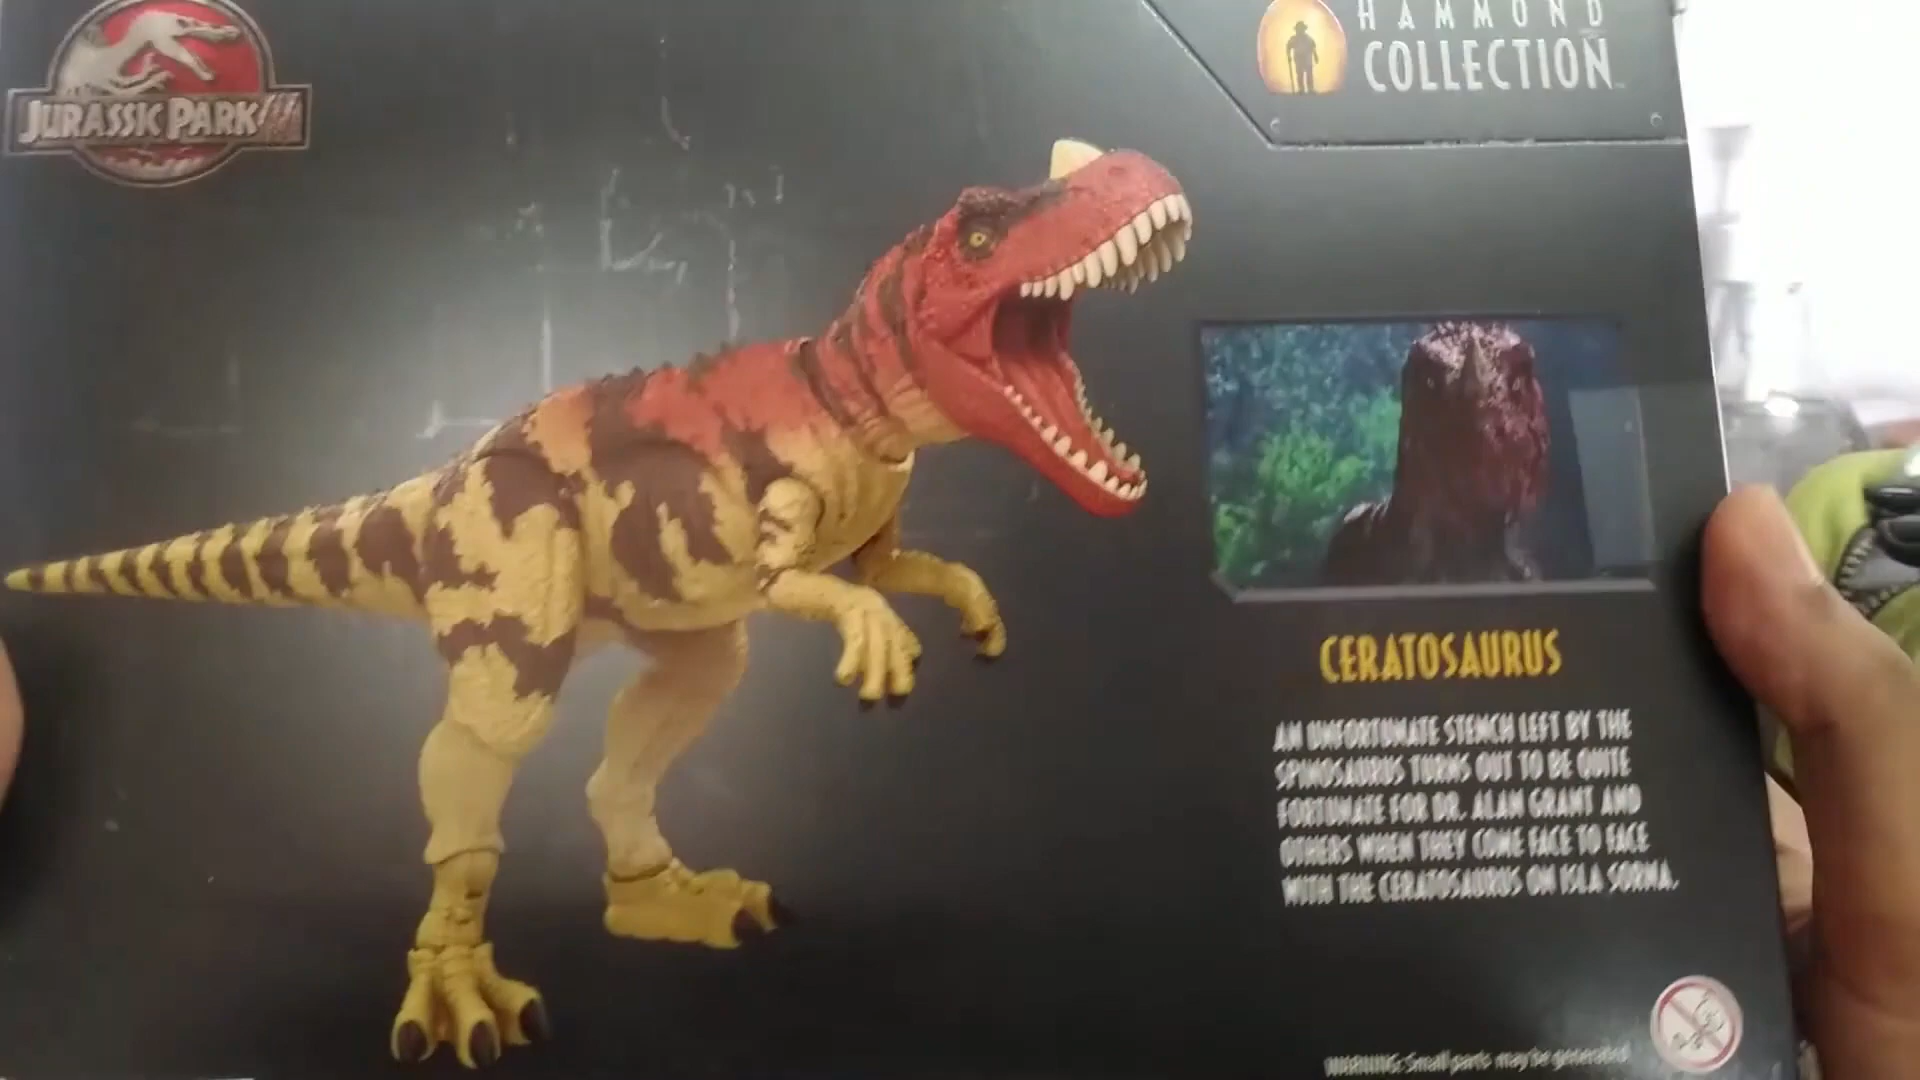 JURASSIC PARK///
HAMMOND
COLLECTION™
CERATOSAURUS
AN UNFORTUNATE STENCH LEFT BY THE
SPINOSAURUS TURNS OUT TO BE QUITE
FORTUNATE FOR DR. ALAN GRANT AND
OTHERS WHEN THEY COME FACE TO FACE
WITH THE CERATOSAURUS ON ISLA SORNA.
WARNING: Small parts may be generated